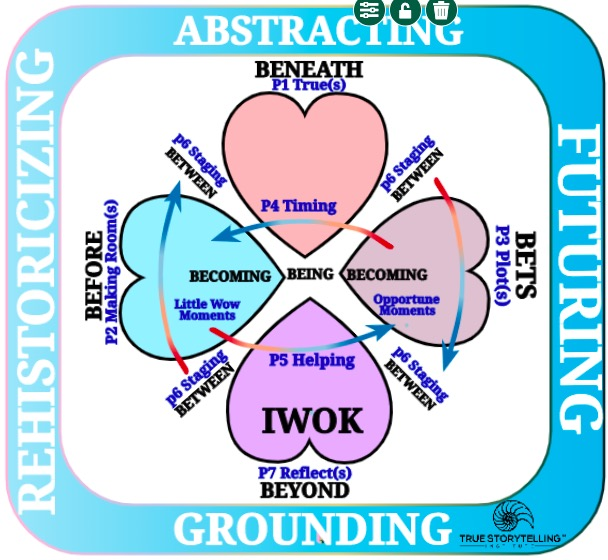 ABSTRACTING
BENEATH
P1 True(s)
p6 Staging
BETWEEN
p6 Staging
BETWEEN
P4 Timing
REHISTORICIZING
BEFORE
P2 Making Room(s)
BECOMING
BEING
BECOMING
P3 Plot(s)
BETS
FUTURING
Little Wow
Moments
Opportune
Moments
p6 Staging
BETWEEN
P5 Helping
p6 Staging
BETWEEN
IWOK
P7 Reflect(s)
BEYOND
GROUNDING
TRUE STORYTELLING